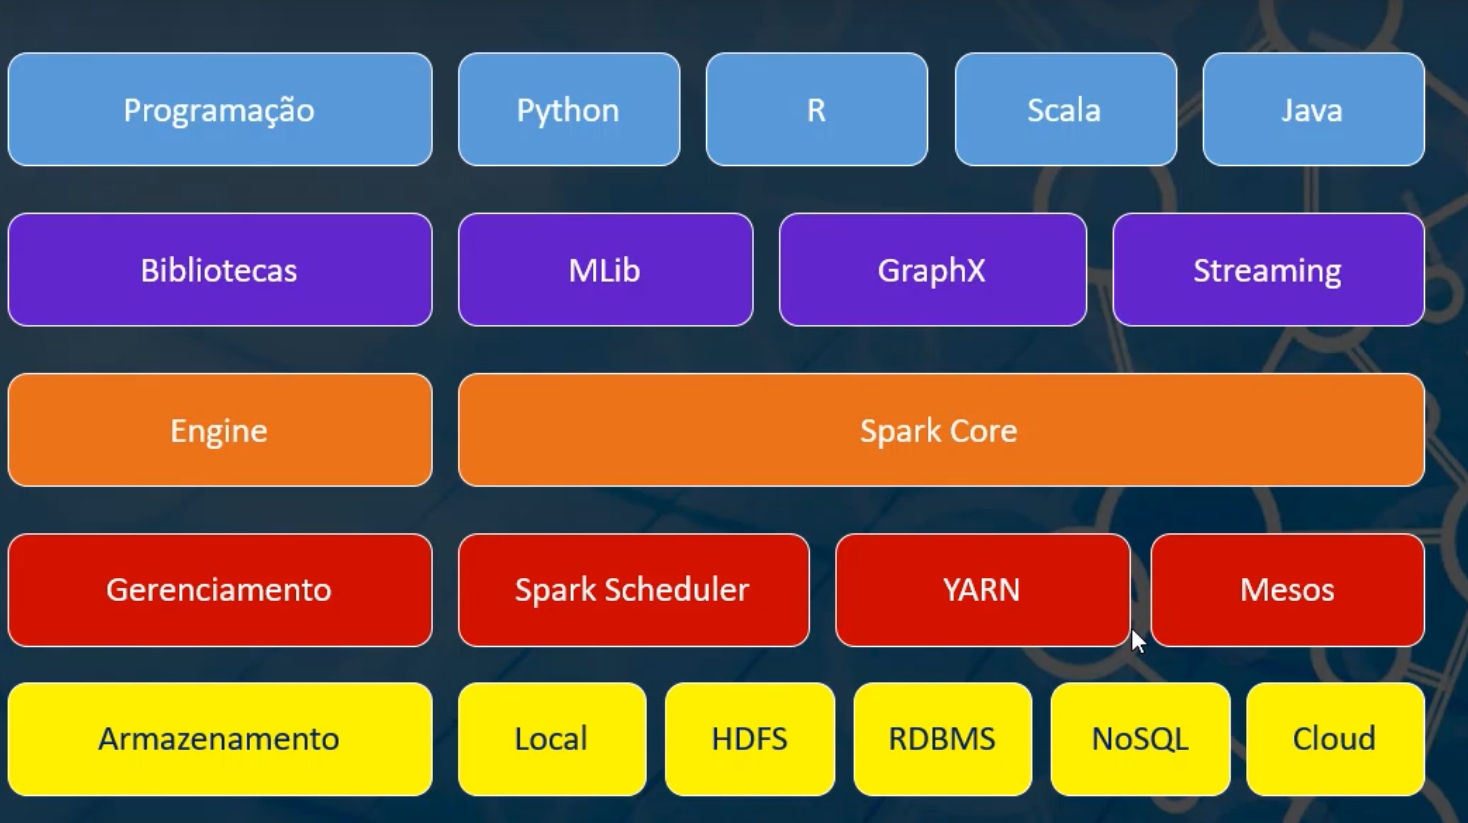 Programação
Python
R
Scala
Java
Bibliotecas
MLib
GraphX
Streaming
Engine
Spark Core
Gerenciamento
Spark Scheduler
YARN
Mesos
Armazenamento
Local
HDFS
RDBMS
NoSQL
Cloud